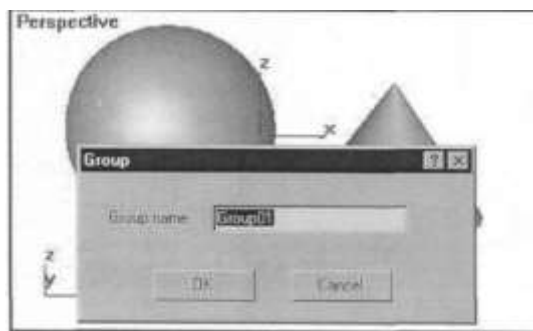 Perspective
z
x
Group
Group name:
Group01
z
y
OK
Cancel